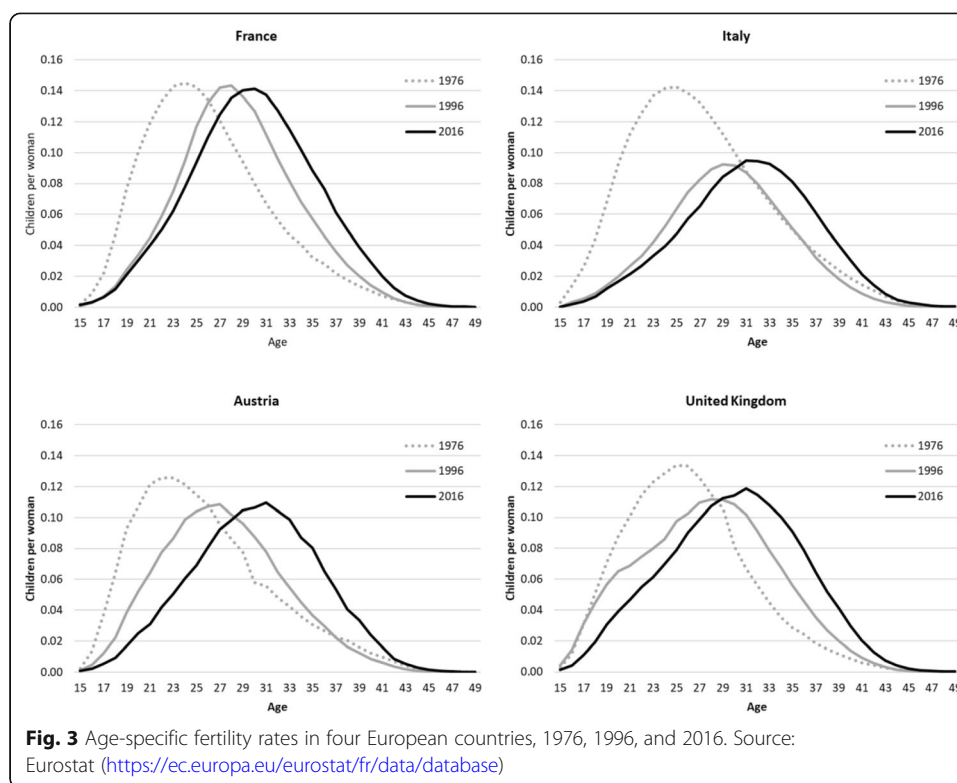 France
0.16
0.14
0.12
0.10
0.08
0.06
0.04
0.02
0.00
Children per woman
1976
1996
2016
15 17 19 21 23 25 27 29 31 33 35 37 39 41 43 45 47 49
Age
Italy
0.16
0.14
0.12
0.10
0.08
0.06
0.04
0.02
0.00
Children per woman
1976
1996
2016
15 17 19 21 23 25 27 29 31 33 35 37 39 41 43 45 47 49
Age
Austria
0.16
0.14
0.12
0.10
0.08
0.06
0.04
0.02
0.00
Children per woman
1976
1996
2016
15 17 19 21 23 25 27 29 31 33 35 37 39 41 43 45 47 49
Age
United Kingdom
0.16
0.14
0.12
0.10
0.08
0.06
0.04
0.02
0.00
Children per woman
1976
1996
2016
15 17 19 21 23 25 27 29 31 33 35 37 39 41 43 45 47 49
Age
Fig. 3 Age-specific fertility rates in four European countries, 1976, 1996, and 2016. Source:
Eurostat (https://ec.europa.eu/eurostat/fr/data/database)